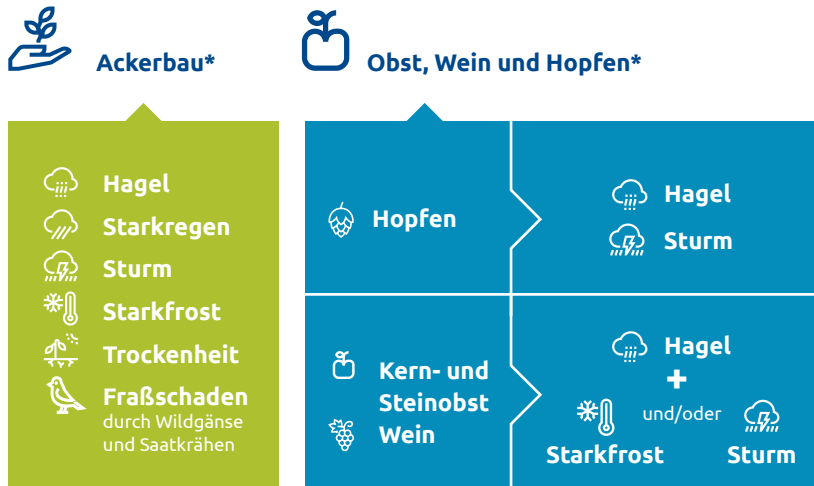 Ackerbau*
Hagel
Starkregen
Sturm
Starkfrost
Trockenheit
Fraßschaden
durch Wildgänse
und Saatkrähen
Obst, Wein und Hopfen*
Hopfen
Hagel
Sturm
Kern- und
Steinobst
Wein
Hagel
+
und/oder
Starkfrost Sturm